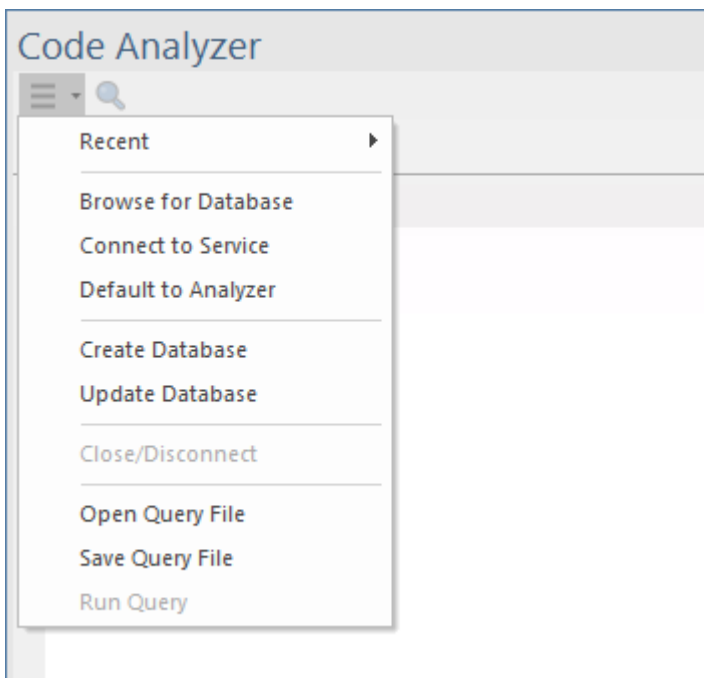 Code Analyzer
Recent
Browse for Database
Connect to Service
Default to Analyzer
Create Database
Update Database
Close/Disconnect
Open Query File
Save Query File
Run Query